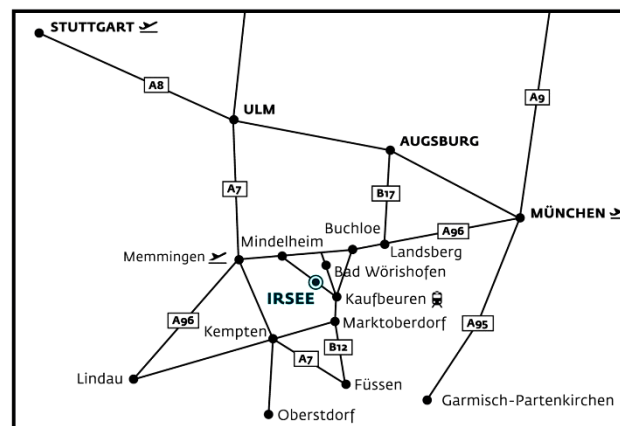 STUTTGART
A8
A9
ULM
AUGSBURG
A7
B17
Buchloe
A96
MÜNCHEN
Mindelheim
Landsberg
Memmingen
Bad Wörishofen
IRSEE
Kaufbeuren
A96
Kempten
Marktoberdorf
A95
B12
A7
Lindau
Füssen
Garmisch-Partenkirchen
Oberstdorf